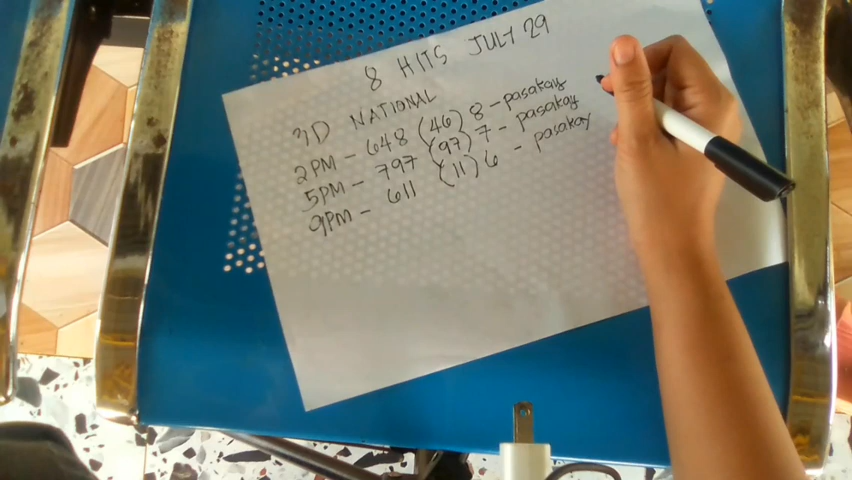 8 HITS JULY 29
3D NATIONAL
2PM - 648 (46) 8 - pasakay
5PM - 797 (97) 7 - pasakay
9PM - 611 (11) 6 - pasakay